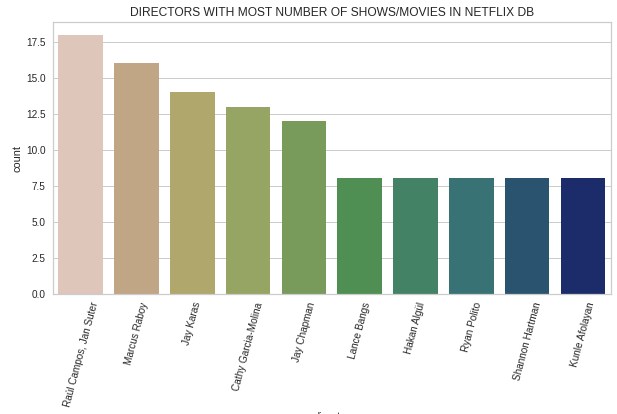 DIRECTORS WITH MOST NUMBER OF SHOWS/MOVIES IN NETFLIX DB
17.5
15.0
12.5
10.0
7.5
5.0
2.5
0.0
count
Raúl Campos, Jan Suter
Marcus Raboy
Jay Karas
Cathy Garcia-Molina
Jay Chapman
Lance Bangs
Hakan Algül
Ryan Polito
Shannon Hartman
Kunle Afolayan